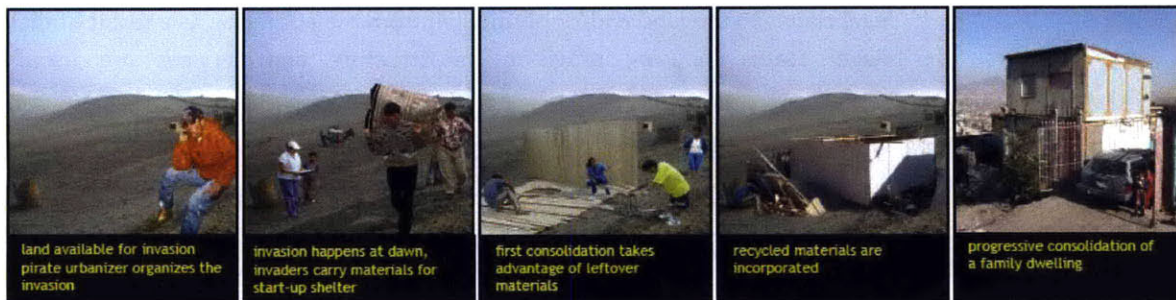 land available for invasion
pirate urbanizer organizes the
invasion
invasion happens at dawn,
invaders carry materials for
start-up shelter
first consolidation takes
advantage of leftover
materials
recycled materials are
incorporated
progressive consolidation of
a family dwelling